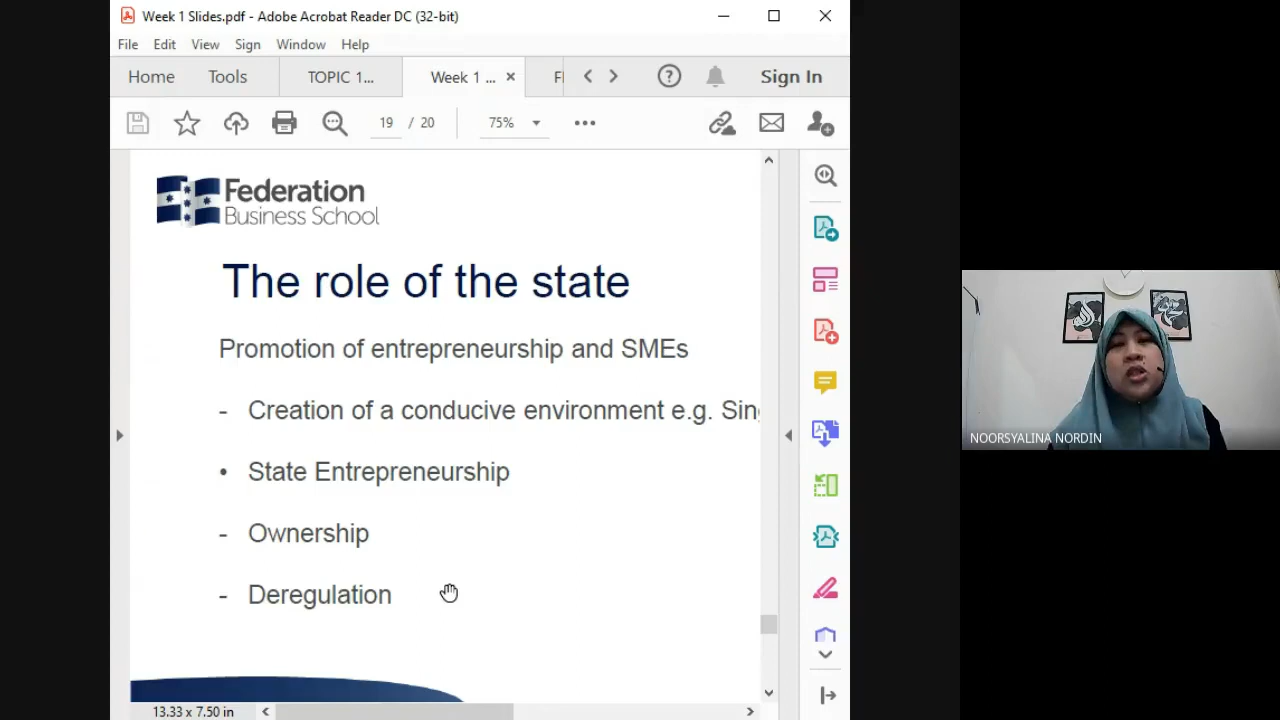 Week 1 Slides.pdf - Adobe Acrobat Reader DC (32-bit)
File Edit View Sign Window Help
Home Tools TOPIC 1... Week 1 ... Sign In
19 / 20 75%
Federation
Business School
The role of the state
Promotion of entrepreneurship and SMEs
- Creation of a conducive environment e.g.
• State Entrepreneurship
- Ownership
- Deregulation
13.33 x 7.50 in
NOORSYALINA NORDIN